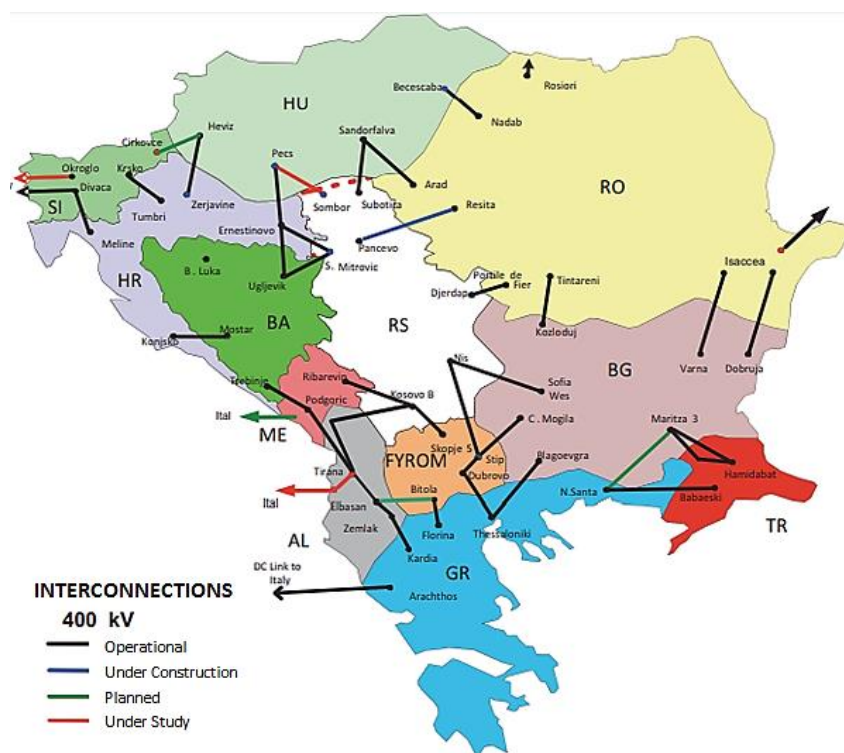 HU
Becescaba
Rosiori
Nadab
Sandorfalva
Heviz
Cirkovce
Pecs
Krsko
Okroglo
Divaca
SI
Tumbri
Zerjavine
Meline
Sombor
Subotica
Arad
RO
Resita
Ernestinovo
Pancevo
S. Mitrovic
HR
B. Luka
Ugljevik
BA
Isaccea
Portile de
Fier
Tintareni
Djerdap
RS
Kozloduj
Mostar
Konjsko
Varna
Dobruja
Nis
BG
Sofia
Wes
Ribarevin
Trebinje
Podgoric
Kosovo B
Ital
ME
C. Mogila
Maritza 3
Skopje 5
FYROM
Stip
Blagoevgra
Tirana
Dubrovo
Hamidabat
Bitola
Ital
Elbasan
N.Santa
Babaeski
Zemlak
Florina
Thessaloniki
TR
AL
Kardia
GR
DC Link to
Italy
Arachthos
INTERCONNECTIONS
400 kV
Operational
Under Construction
Planned
Under Study